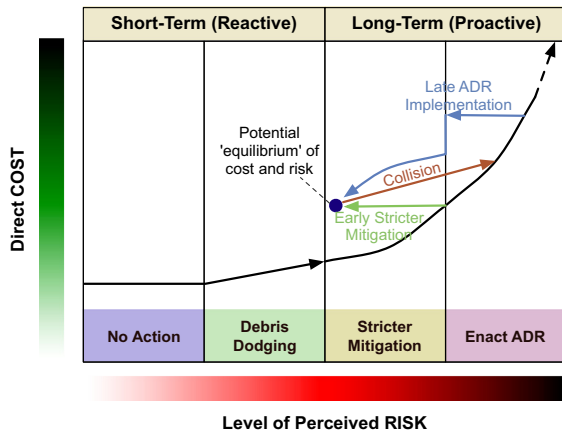 Short-Term (Reactive)
Long-Term (Proactive)
Direct COST
Late ADR
Implementation
Potential
'equilibrium' of
cost and risk
Collision
Early Stricter
Mitigation
No Action
Debris
Dodging
Stricter
Mitigation
Enact ADR
Level of Perceived RISK